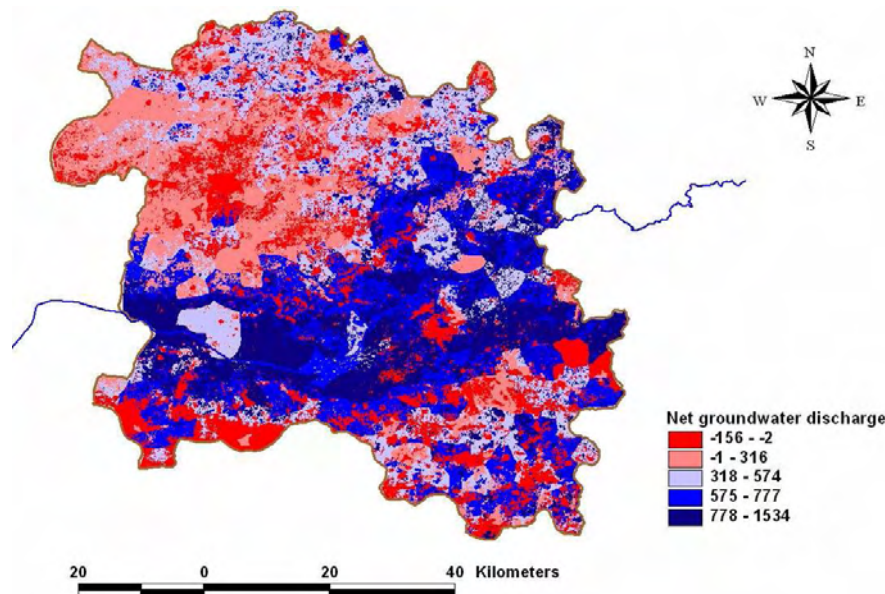 N
W E
S
Net groundwater discharge
-156 - -2
-1 - 316
318 - 574
575 - 777
778 - 1534
20 0 20 40 Kilometers